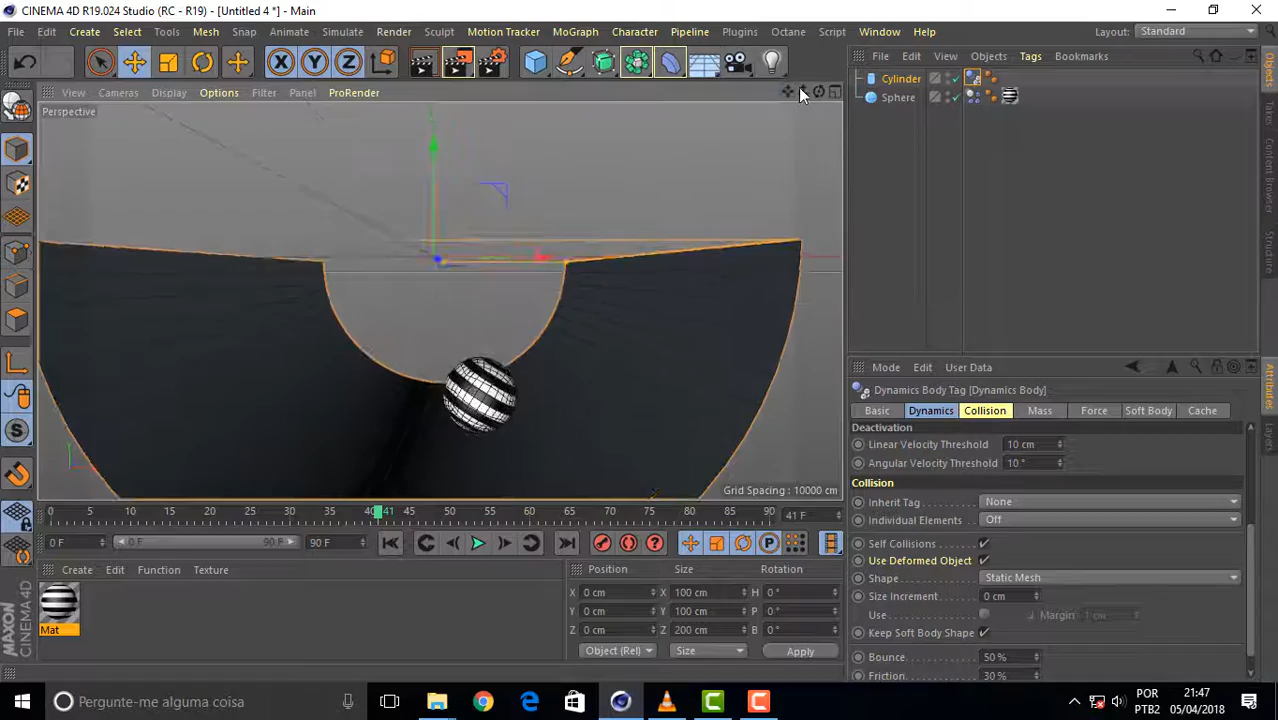 CINEMA 4D R19.024 Studio (RC - R19) - [Untitled 4 *] - Main
File Edit Create Select Tools Mesh Snap Animate Simulate Render Motion Tracker MoGraph Character Pipeline Plugins Octane Script Window Help Layout: Standard
X Y Z
File Edit View Objects Tags Bookmarks
Cylinder
Sphere
View Cameras Display Options Filter Panel ProRender
Perspective
Grid Spacing : 10000 cm
Objects
Takes
Content Browser
Structure
Attributes
Layers
Mode Edit User Data
Dynamics Body Tag [Dynamics Body]
Basic Dynamics Collision Mass Force Soft Body Cache
Deactivation
Linear Velocity Threshold 10 cm
Angular Velocity Threshold 10 °
Collision
Inherit Tag None
Individual Elements Off
Self Collisions
Use Deformed Object
Shape Static Mesh
Size Increment 0 cm
Use Margin 1 cm
Keep Soft Body Shape
Bounce 50 %
Friction 30 %
0 5 10 15 20 25 30 35 40 41 45 50 55 60 65 70 75 80 85 90 41 F
0 F 0 F 90 F 90 F
Create Edit Function Texture
Mat
Position Size Rotation
X 0 cm X 100 cm H 0 °
Y 0 cm Y 100 cm P 0 °
Z 0 cm Z 200 cm B 0 °
Object (Rel) Size Apply
MAXON
CINEMA 4D
Pergunte-me alguma coisa
POR
PTB2
21:47
05/04/2018